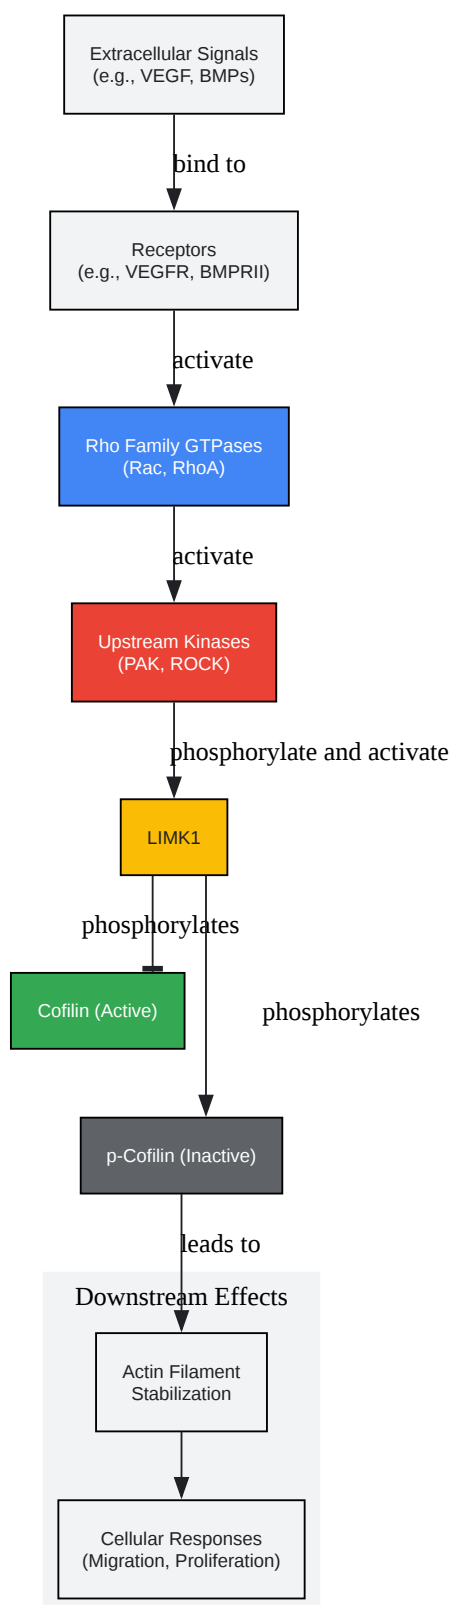 Extracellular Signals
(e.g., VEGF, BMPs)
bind to
Receptors
(e.g., VEGFR, BMPRII)
activate
Rho Family GTPases
(Rac, RhoA)
activate
Upstream Kinases
(PAK, ROCK)
phosphorylate and activate
LIMK1
phosphorylates
Cofilin (Active)
phosphorylates
p-Cofilin (Inactive)
leads to
Downstream Effects
Actin Filament
Stabilization
Cellular Responses
(Migration, Proliferation)